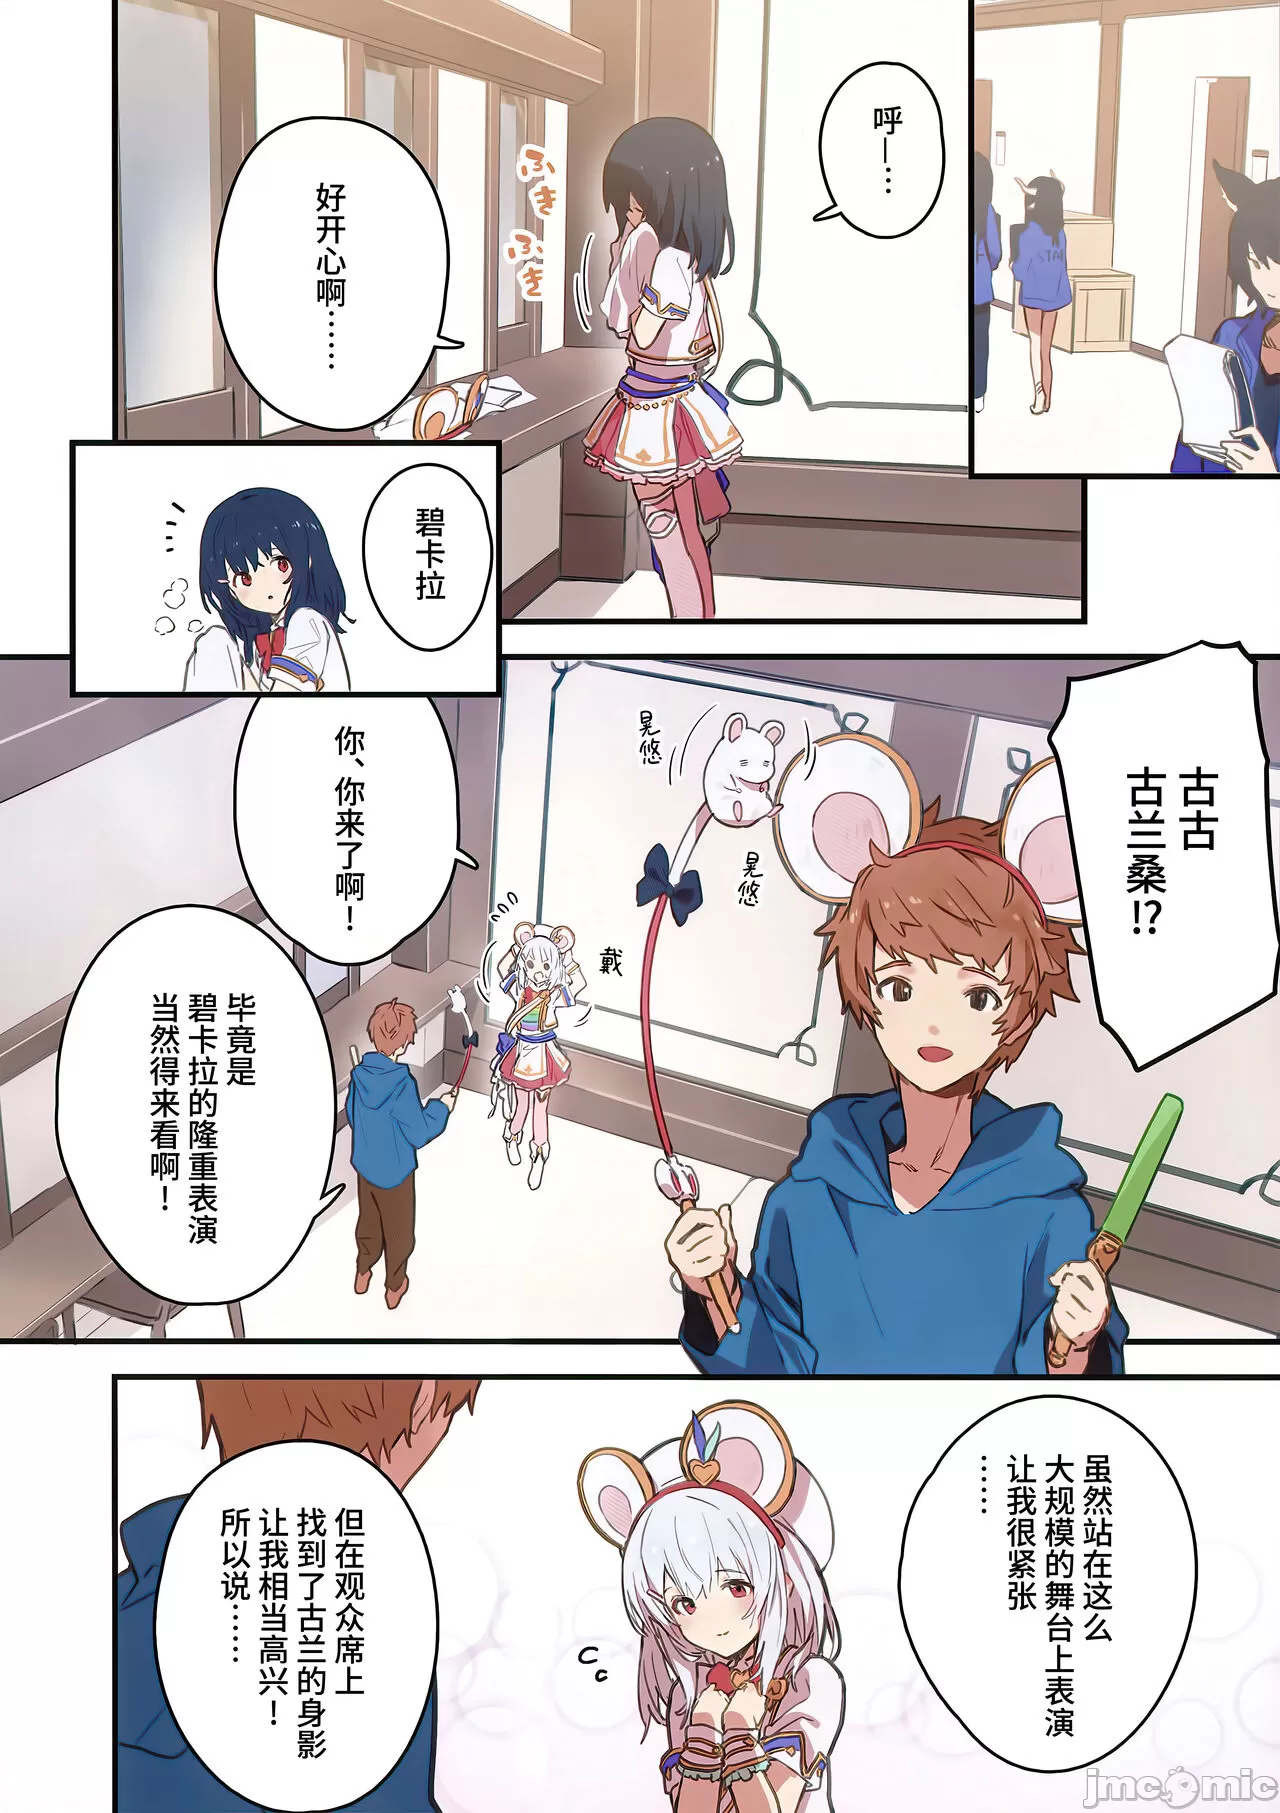 呼—……
STAF
ふき
ふき
好开心啊……
碧卡拉
古古
古兰桑!?
晃悠
晃悠
你、你来了啊！
戴
毕竟是
碧卡拉的隆重表演
当然得来看啊！
虽然站在这么
大规模的舞台上表演
让我很紧张
……
但在观众席上
找到了古兰的身影
让我相当高兴！
所以说……
jmcomic